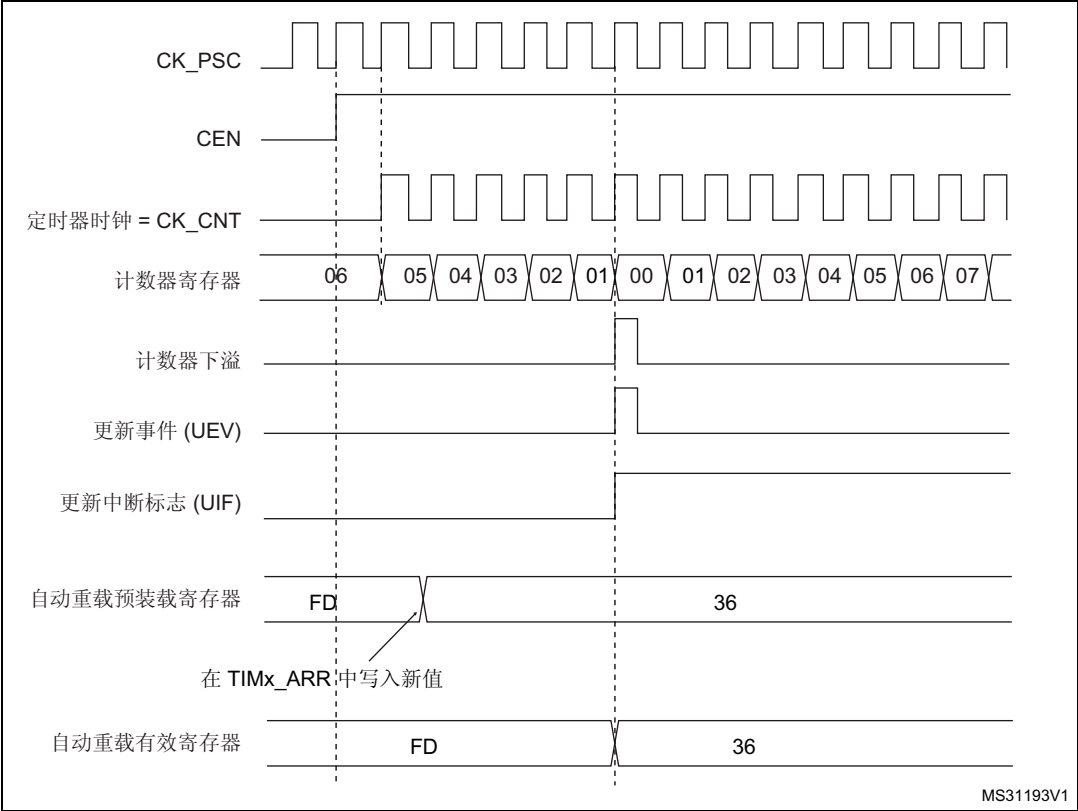 CK_PSC
CEN
定时器时钟 = CK_CNT
计数器寄存器
06 05 04 03 02 01 00 01 02 03 04 05 06 07
计数器下溢
更新事件 (UEV)
更新中断标志 (UIF)
自动重载预装载寄存器
FD 36
在 TIMx_ARR 中写入新值
自动重载有效寄存器
FD 36
MS31193V1